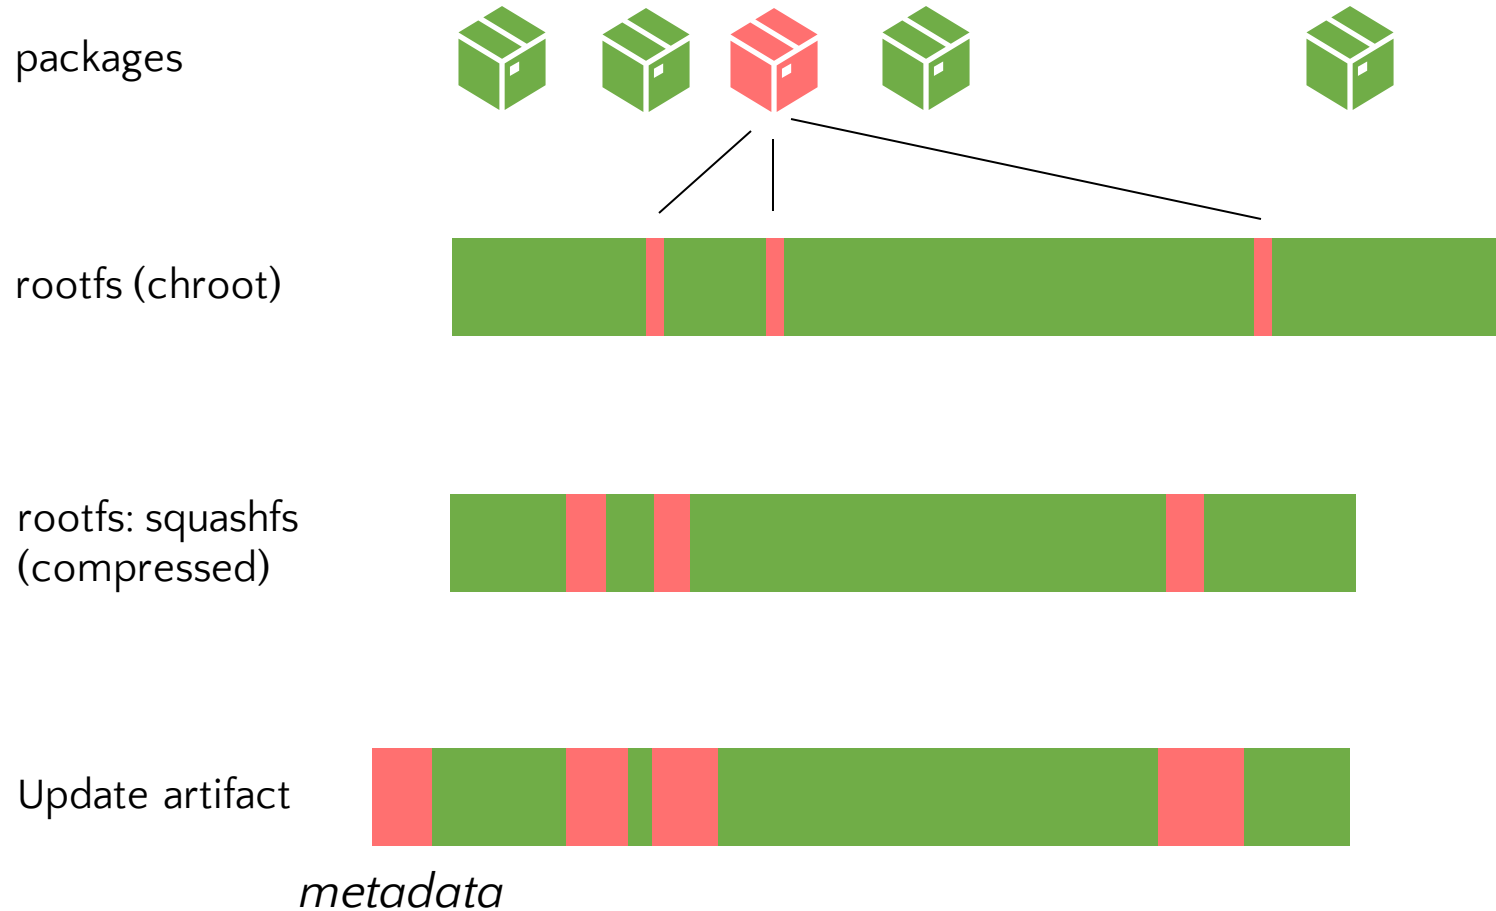 packages
rootfs (chroot)
rootfs: squashfs
(compressed)
Update artifact
metadata